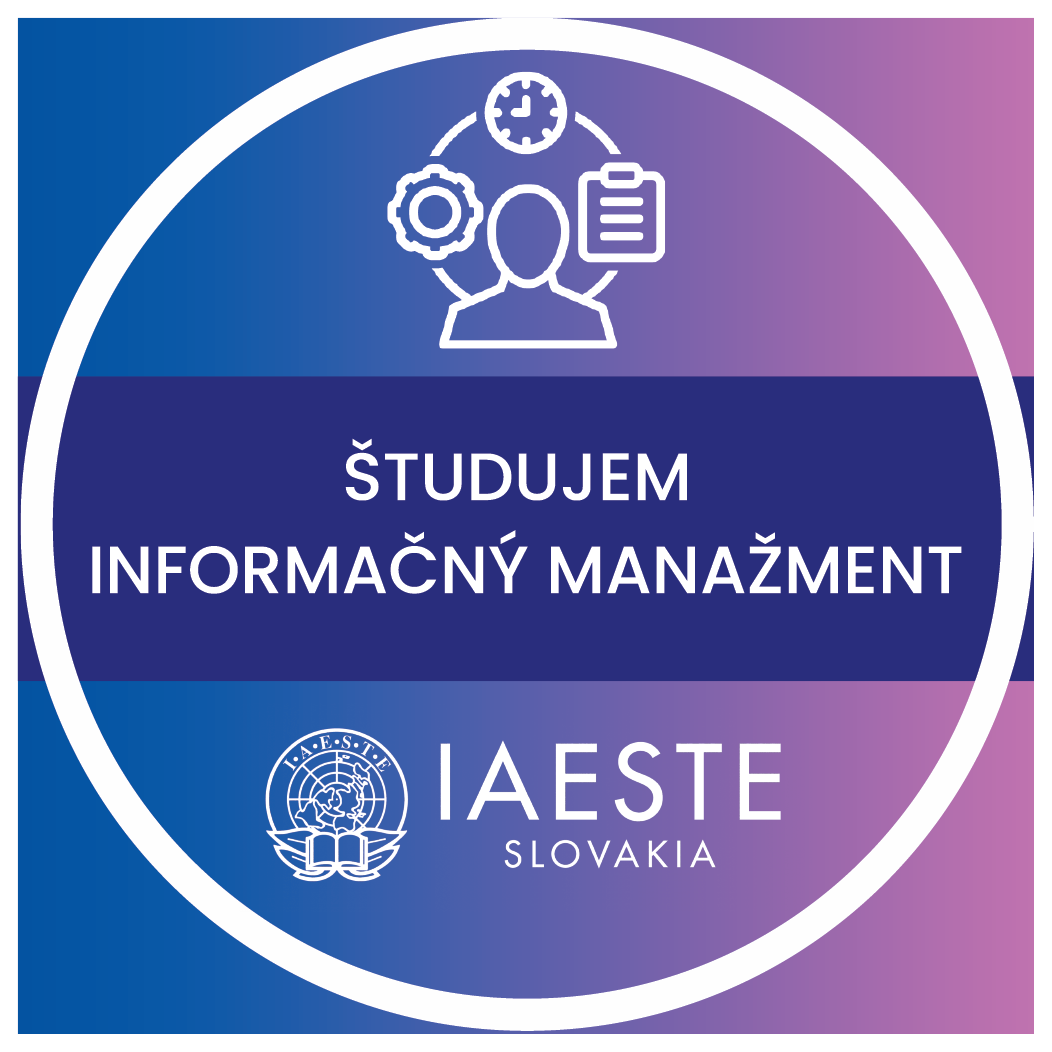 ŠTUDUJEM
INFORMAČNÝ MANAŽMENT
I·A·E·S·T·E
IAESTE
SLOVAKIA